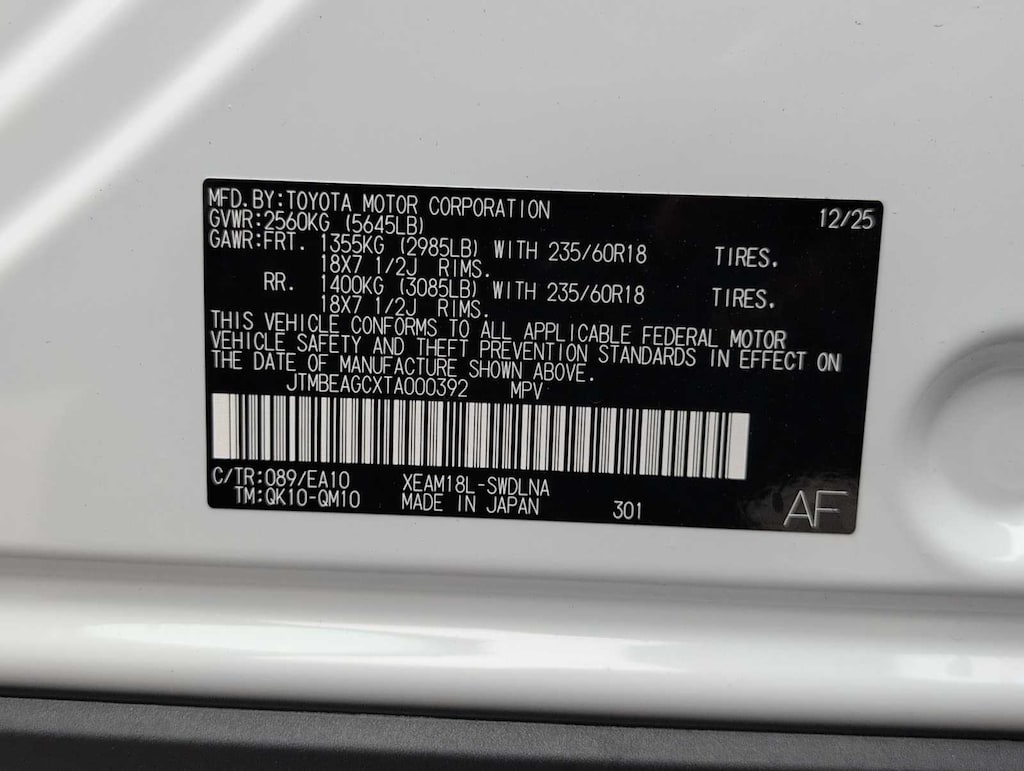 MFD.BY:TOYOTA MOTOR CORPORATION 12/25
GVWR:2560KG (5645LB)
GAWR:FRT. 1355KG (2985LB) WITH 235/60R18 TIRES.
18X7 1/2J RIMS.
RR. 1400KG (3085LB) WITH 235/60R18 TIRES.
18X7 1/2J RIMS.
THIS VEHICLE CONFORMS TO ALL APPLICABLE FEDERAL MOTOR
VEHICLE SAFETY AND THEFT PREVENTION STANDARDS IN EFFECT ON
THE DATE OF MANUFACTURE SHOWN ABOVE.
JTMBEAGCXTA000392 MPV
C/TR:089/EA10 XEAM18L-SWDLNA
TM:QK10-QM10 MADE IN JAPAN 301
AF